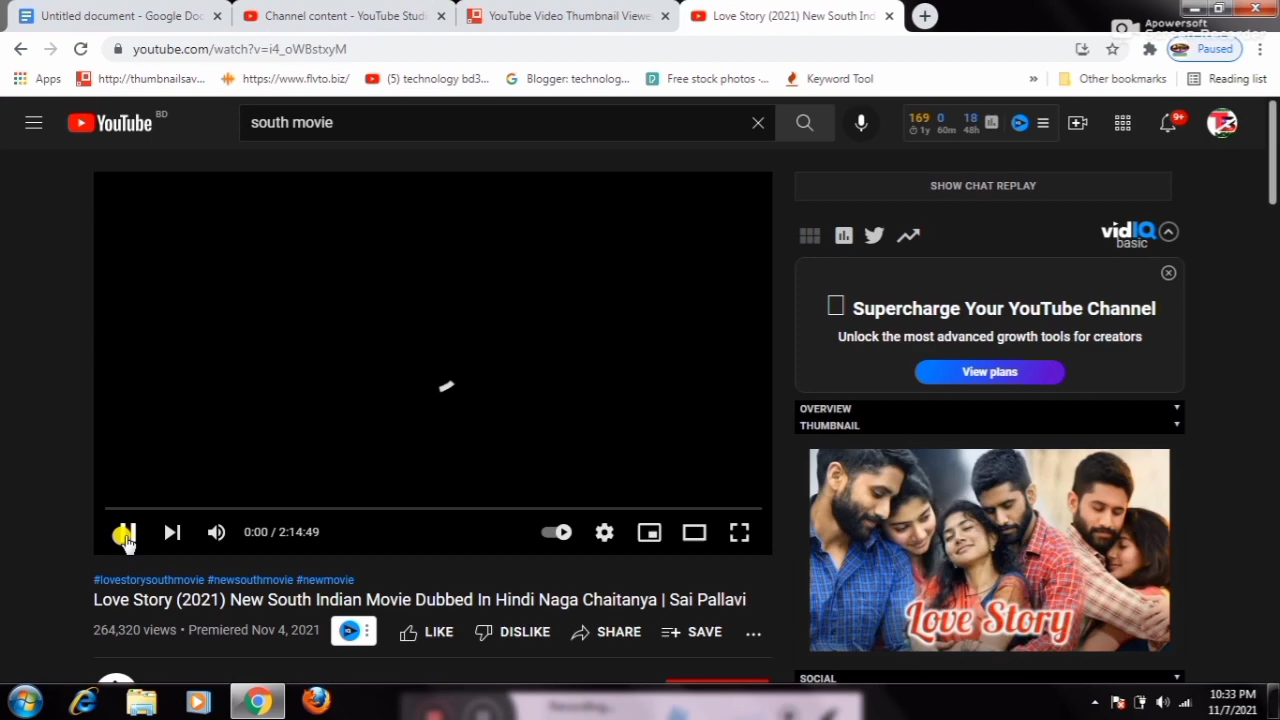 Untitled document - Google Doc
Channel content - YouTube Studi
YouTube Video Thumbnail Viewe
Love Story (2021) New South Ind
Apowersoft
Screen Recorder
youtube.com/watch?v=i4_oWBstxyM
Paused
Apps
http://thumbnailsav...
https://www.flvto.biz/
(5) technology bd3...
Blogger: technolog...
Free stock photos ·...
Keyword Tool
»
Other bookmarks
Reading list
YouTube BD
south movie
169 0 18
1y 60m 48h
9+
SHOW CHAT REPLAY
vidIQ
basic
Supercharge Your YouTube Channel
Unlock the most advanced growth tools for creators
View plans
OVERVIEW
THUMBNAIL
Love Story
SOCIAL
0:00 / 2:14:49
#lovestorysouthmovie #newsouthmovie #newmovie
Love Story (2021) New South Indian Movie Dubbed In Hindi Naga Chaitanya | Sai Pallavi
264,320 views • Premiered Nov 4, 2021
LIKE
DISLIKE
SHARE
SAVE
10:33 PM
11/7/2021